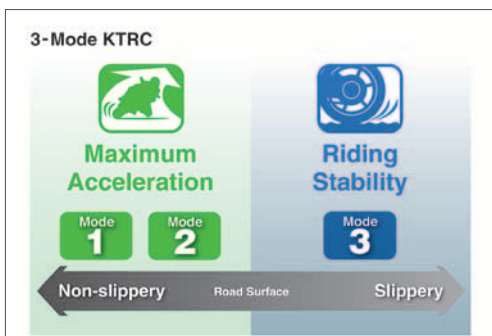 3-Mode KTRC
Maximum
Acceleration
Riding
Stability
Mode
1
Mode
2
Mode
3
Non-slippery
Road Surface
Slippery